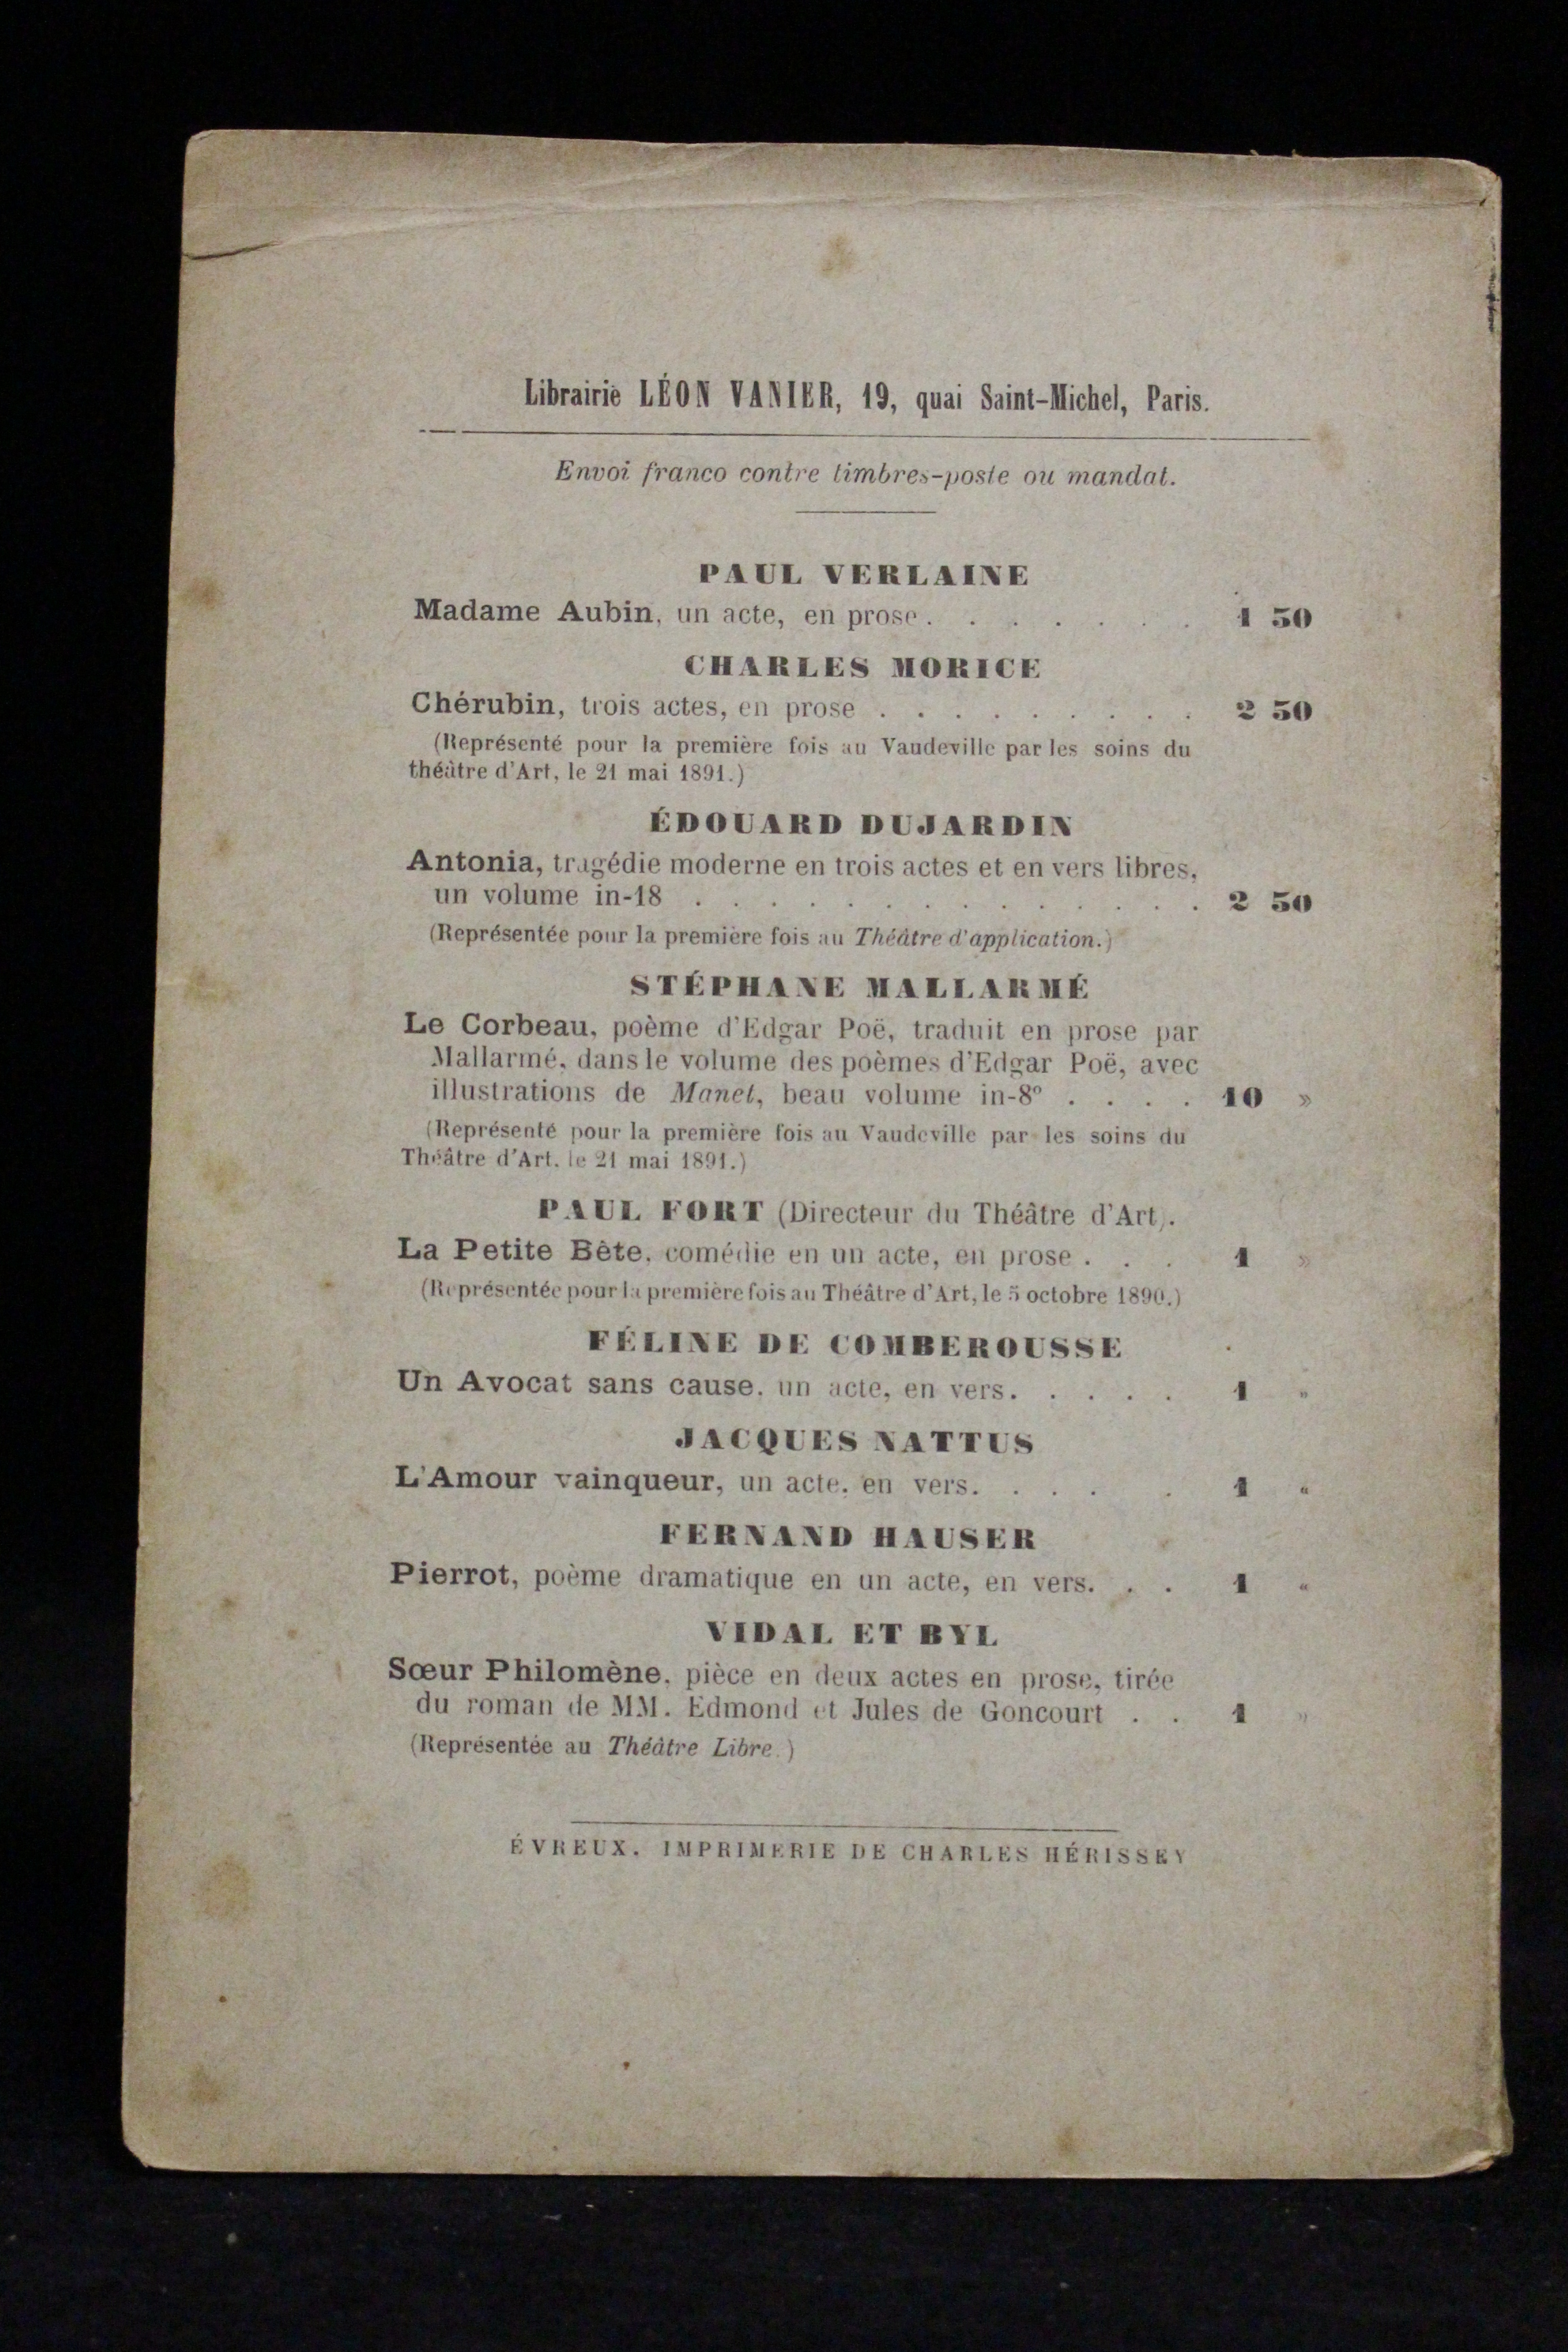 Librairie LÉON VANIER, 19, quai Saint-Michel, Paris.
Envoi franco contre timbres-poste ou mandat.
PAUL VERLAINE
Madame Aubin, un acte, en prose. . . . . . . 1 50
CHARLES MORICE
Chérubin, trois actes, en prose . . . . . . . . . 2 50
(Représenté pour la première fois au Vaudeville par les soins du
théâtre d'Art, le 21 mai 1891.)
ÉDOUARD DUJARDIN
Antonia, tragédie moderne en trois actes et en vers libres,
un volume in-18 . . . . . . . . . . . . . . 2 50
(Représentée pour la première fois au Théâtre d'application.)
STÉPHANE MALLARMÉ
Le Corbeau, poème d'Edgar Poë, traduit en prose par
Mallarmé, dans le volume des poèmes d'Edgar Poë, avec
illustrations de Manet, beau volume in-8° . . . . 10 »
(Représenté pour la première fois au Vaudeville par les soins du
Théâtre d'Art, le 21 mai 1891.)
PAUL FORT (Directeur du Théâtre d'Art).
La Petite Bête, comédie en un acte, en prose . . . 1 »
(Représentée pour la première fois au Théâtre d'Art, le 5 octobre 1890.)
FÉLINE DE COMBEROUSSE
Un Avocat sans cause, un acte, en vers. . . . . 1 »
JACQUES NATTUS
L'Amour vainqueur, un acte, en vers. . . . . 1 «
FERNAND HAUSER
Pierrot, poème dramatique en un acte, en vers. . . 1 «
VIDAL ET BYL
Sœur Philomène, pièce en deux actes en prose, tirée
du roman de MM. Edmond et Jules de Goncourt . . 1 »
(Représentée au Théâtre Libre.)
ÉVREUX. IMPRIMERIE DE CHARLES HÉRISSEY